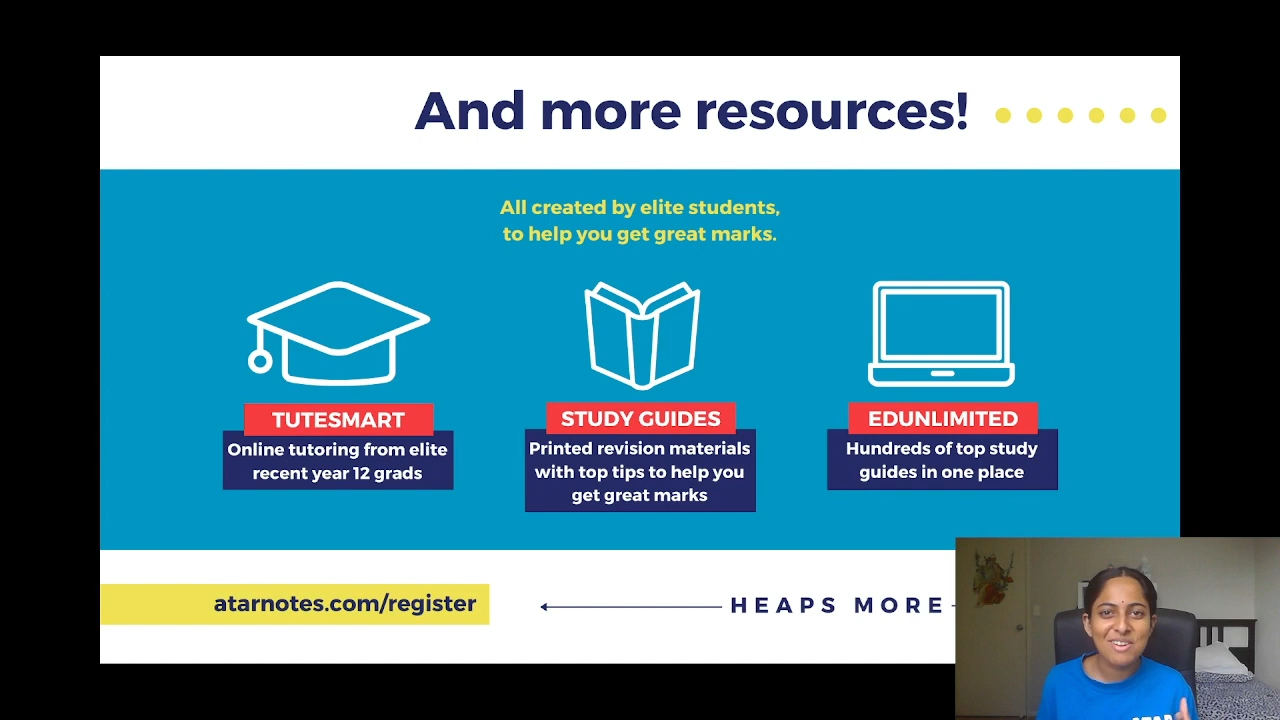 And more resources!
All created by elite students,
to help you get great marks.
TUTESMART
Online tutoring from elite
recent year 12 grads
STUDY GUIDES
Printed revision materials
with top tips to help you
get great marks
EDUNLIMITED
Hundreds of top study
guides in one place
atarnotes.com/register
HEAPS MORE